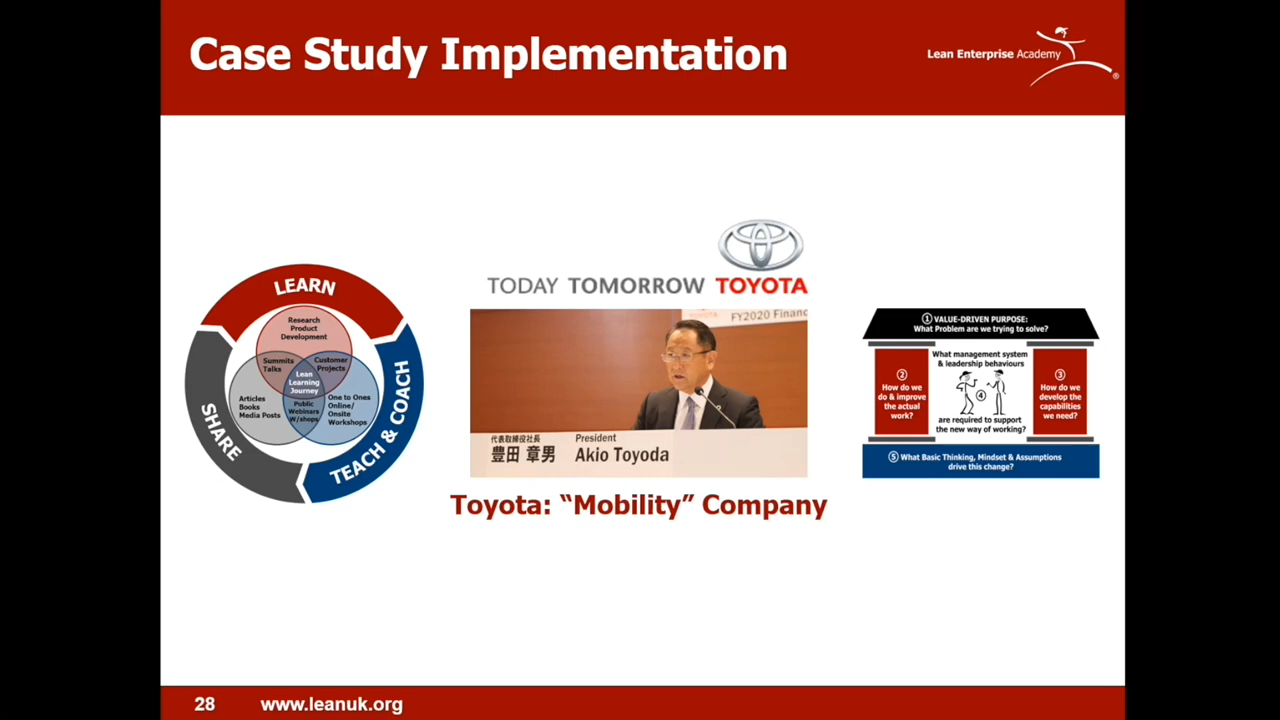 Case Study Implementation
Lean Enterprise Academy
®
LEARN
Research
Product
Development
Summits
Talks
Customer
Projects
Lean
Learning
Journey
Articles
Books
Media Posts
Public
Webinars
W/shops
One to Ones
Online/
Onsite
Workshops
SHARE
TEACH & COACH
TODAY TOMORROW TOYOTA
FY2020 Financ
代表取締役社長
豊田 章男
President
Akio Toyoda
Toyota: “Mobility” Company
1 VALUE-DRIVEN PURPOSE:
What Problem are we trying to solve?
2
How do we
do & improve
the actual
work?
What management system
& leadership behaviours
4
are required to support
the new way of working?
3
How do we
develop the
capabilities
we need?
5 What Basic Thinking, Mindset & Assumptions
drive this change?
28
www.leanuk.org